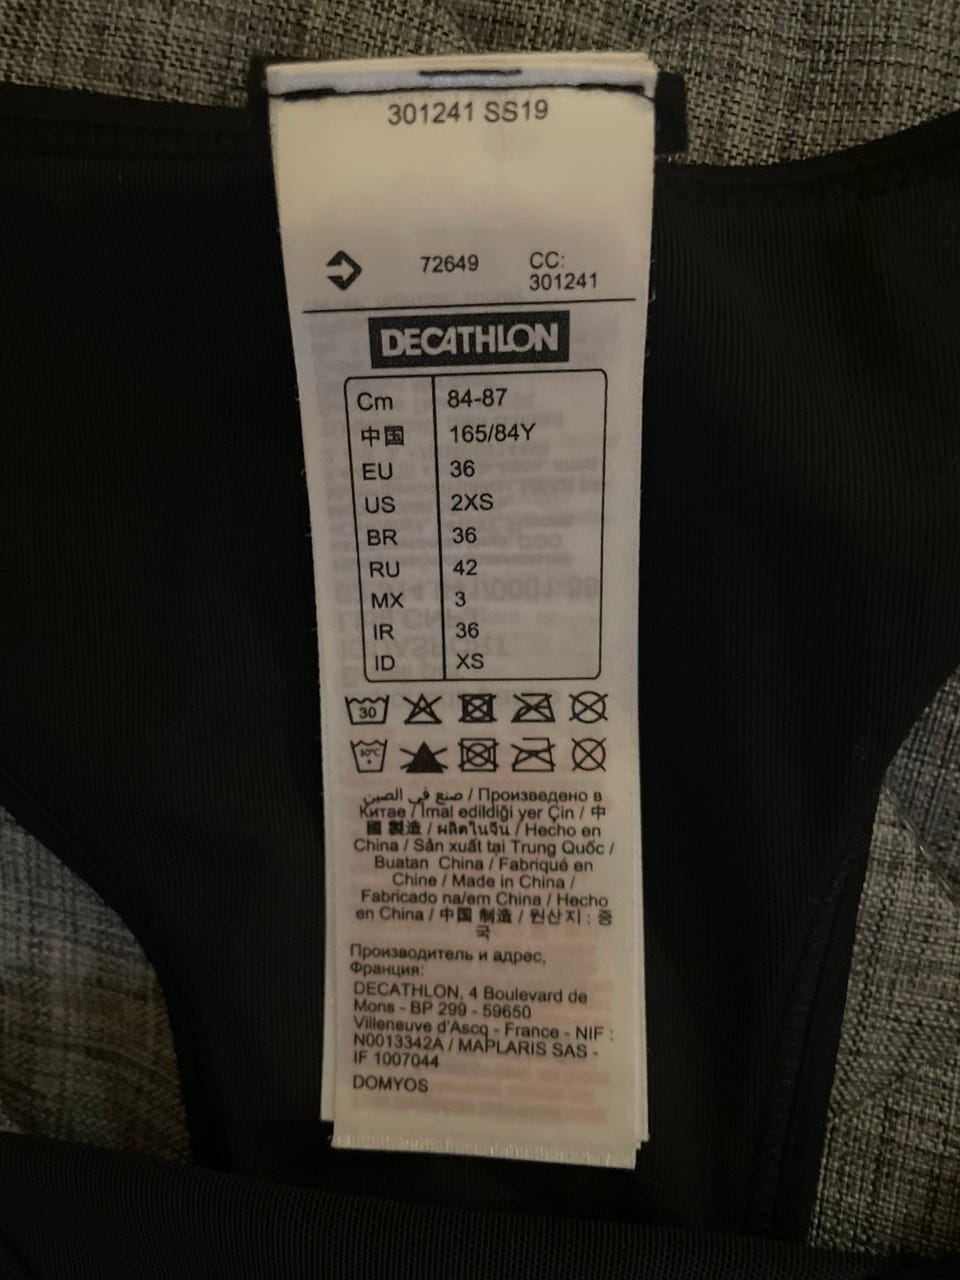 301241 SS19
72649
CC:
301241
DECATHLON
Cm 84-87
中国 165/84Y
EU 36
US 2XS
BR 36
RU 42
MX 3
IR 36
ID XS
30
30°C
صنع في الصين / Произведено в
Китае / İmal edildiği yer Çin / 中
國 製造 / ผลิตในจีน / Hecho en
China / Sản xuất tại Trung Quốc /
Buatan China / Fabriqué en
Chine / Made in China /
Fabricado na/em China / Hecho
en China / 中国 制造 / 원산지 : 중
국
Производитель и адрес,
Франция:
DECATHLON, 4 Boulevard de
Mons - BP 299 - 59650
Villeneuve d'Ascq - France - NIF :
N0013342A / MAPLARIS SAS -
IF 1007044
DOMYOS